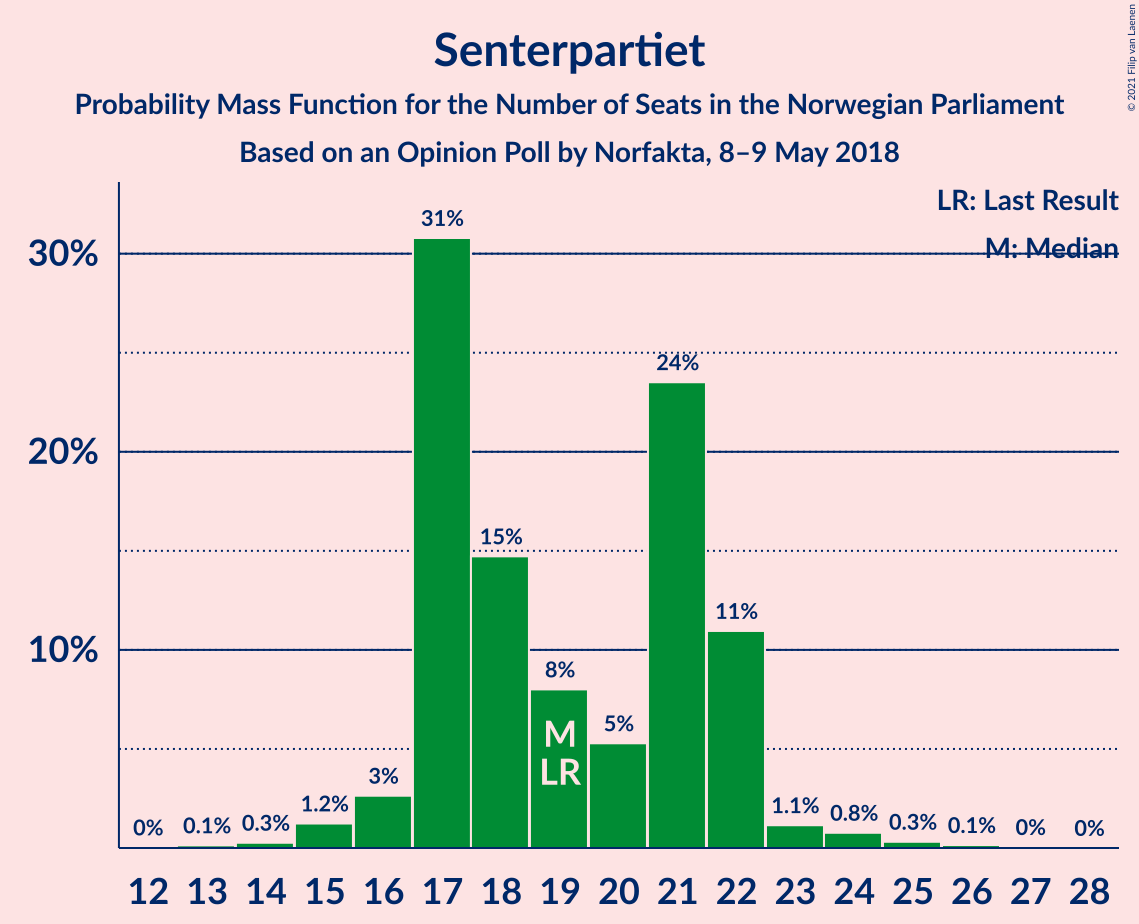 Senterpartiet
Probability Mass Function for the Number of Seats in the Norwegian Parliament
Based on an Opinion Poll by Norfakta, 8–9 May 2018
© 2021 Filip van Laenen
LR: Last Result
M: Median
30%
20%
10%
0%
0.1%
0.3%
1.2%
3%
31%
15%
8%
5%
24%
11%
1.1%
0.8%
0.3%
0.1%
0%
0%
M
LR
12 13 14 15 16 17 18 19 20 21 22 23 24 25 26 27 28